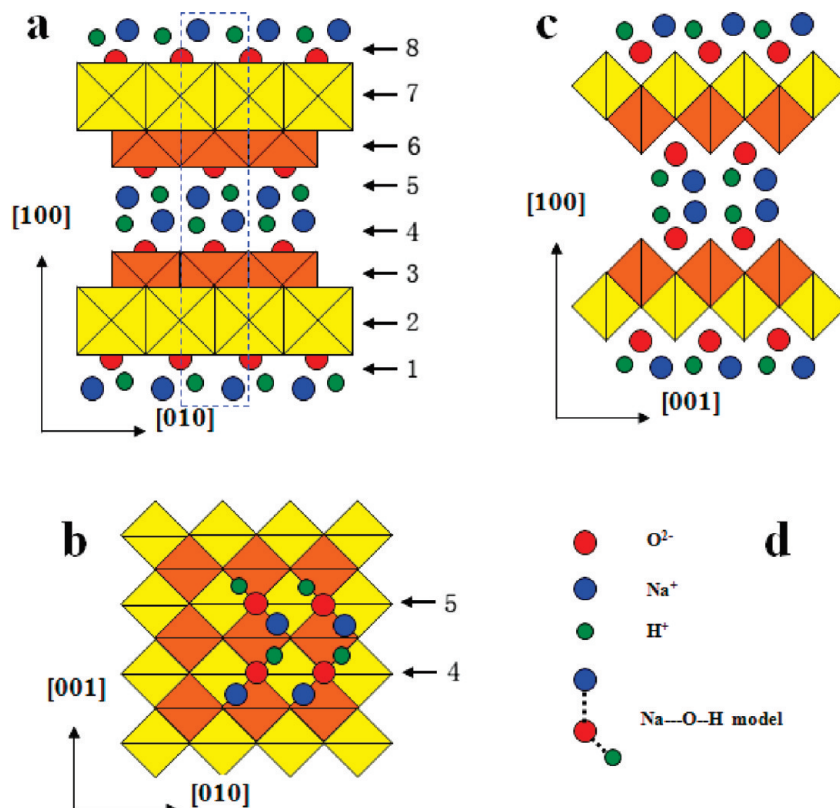 a
8
7
6
5
4
3
2
1
[100]
[010]
c
[100]
[001]
b
5
4
[001]
[010]
d
O²⁻
Na⁺
H⁺
Na---O--H model